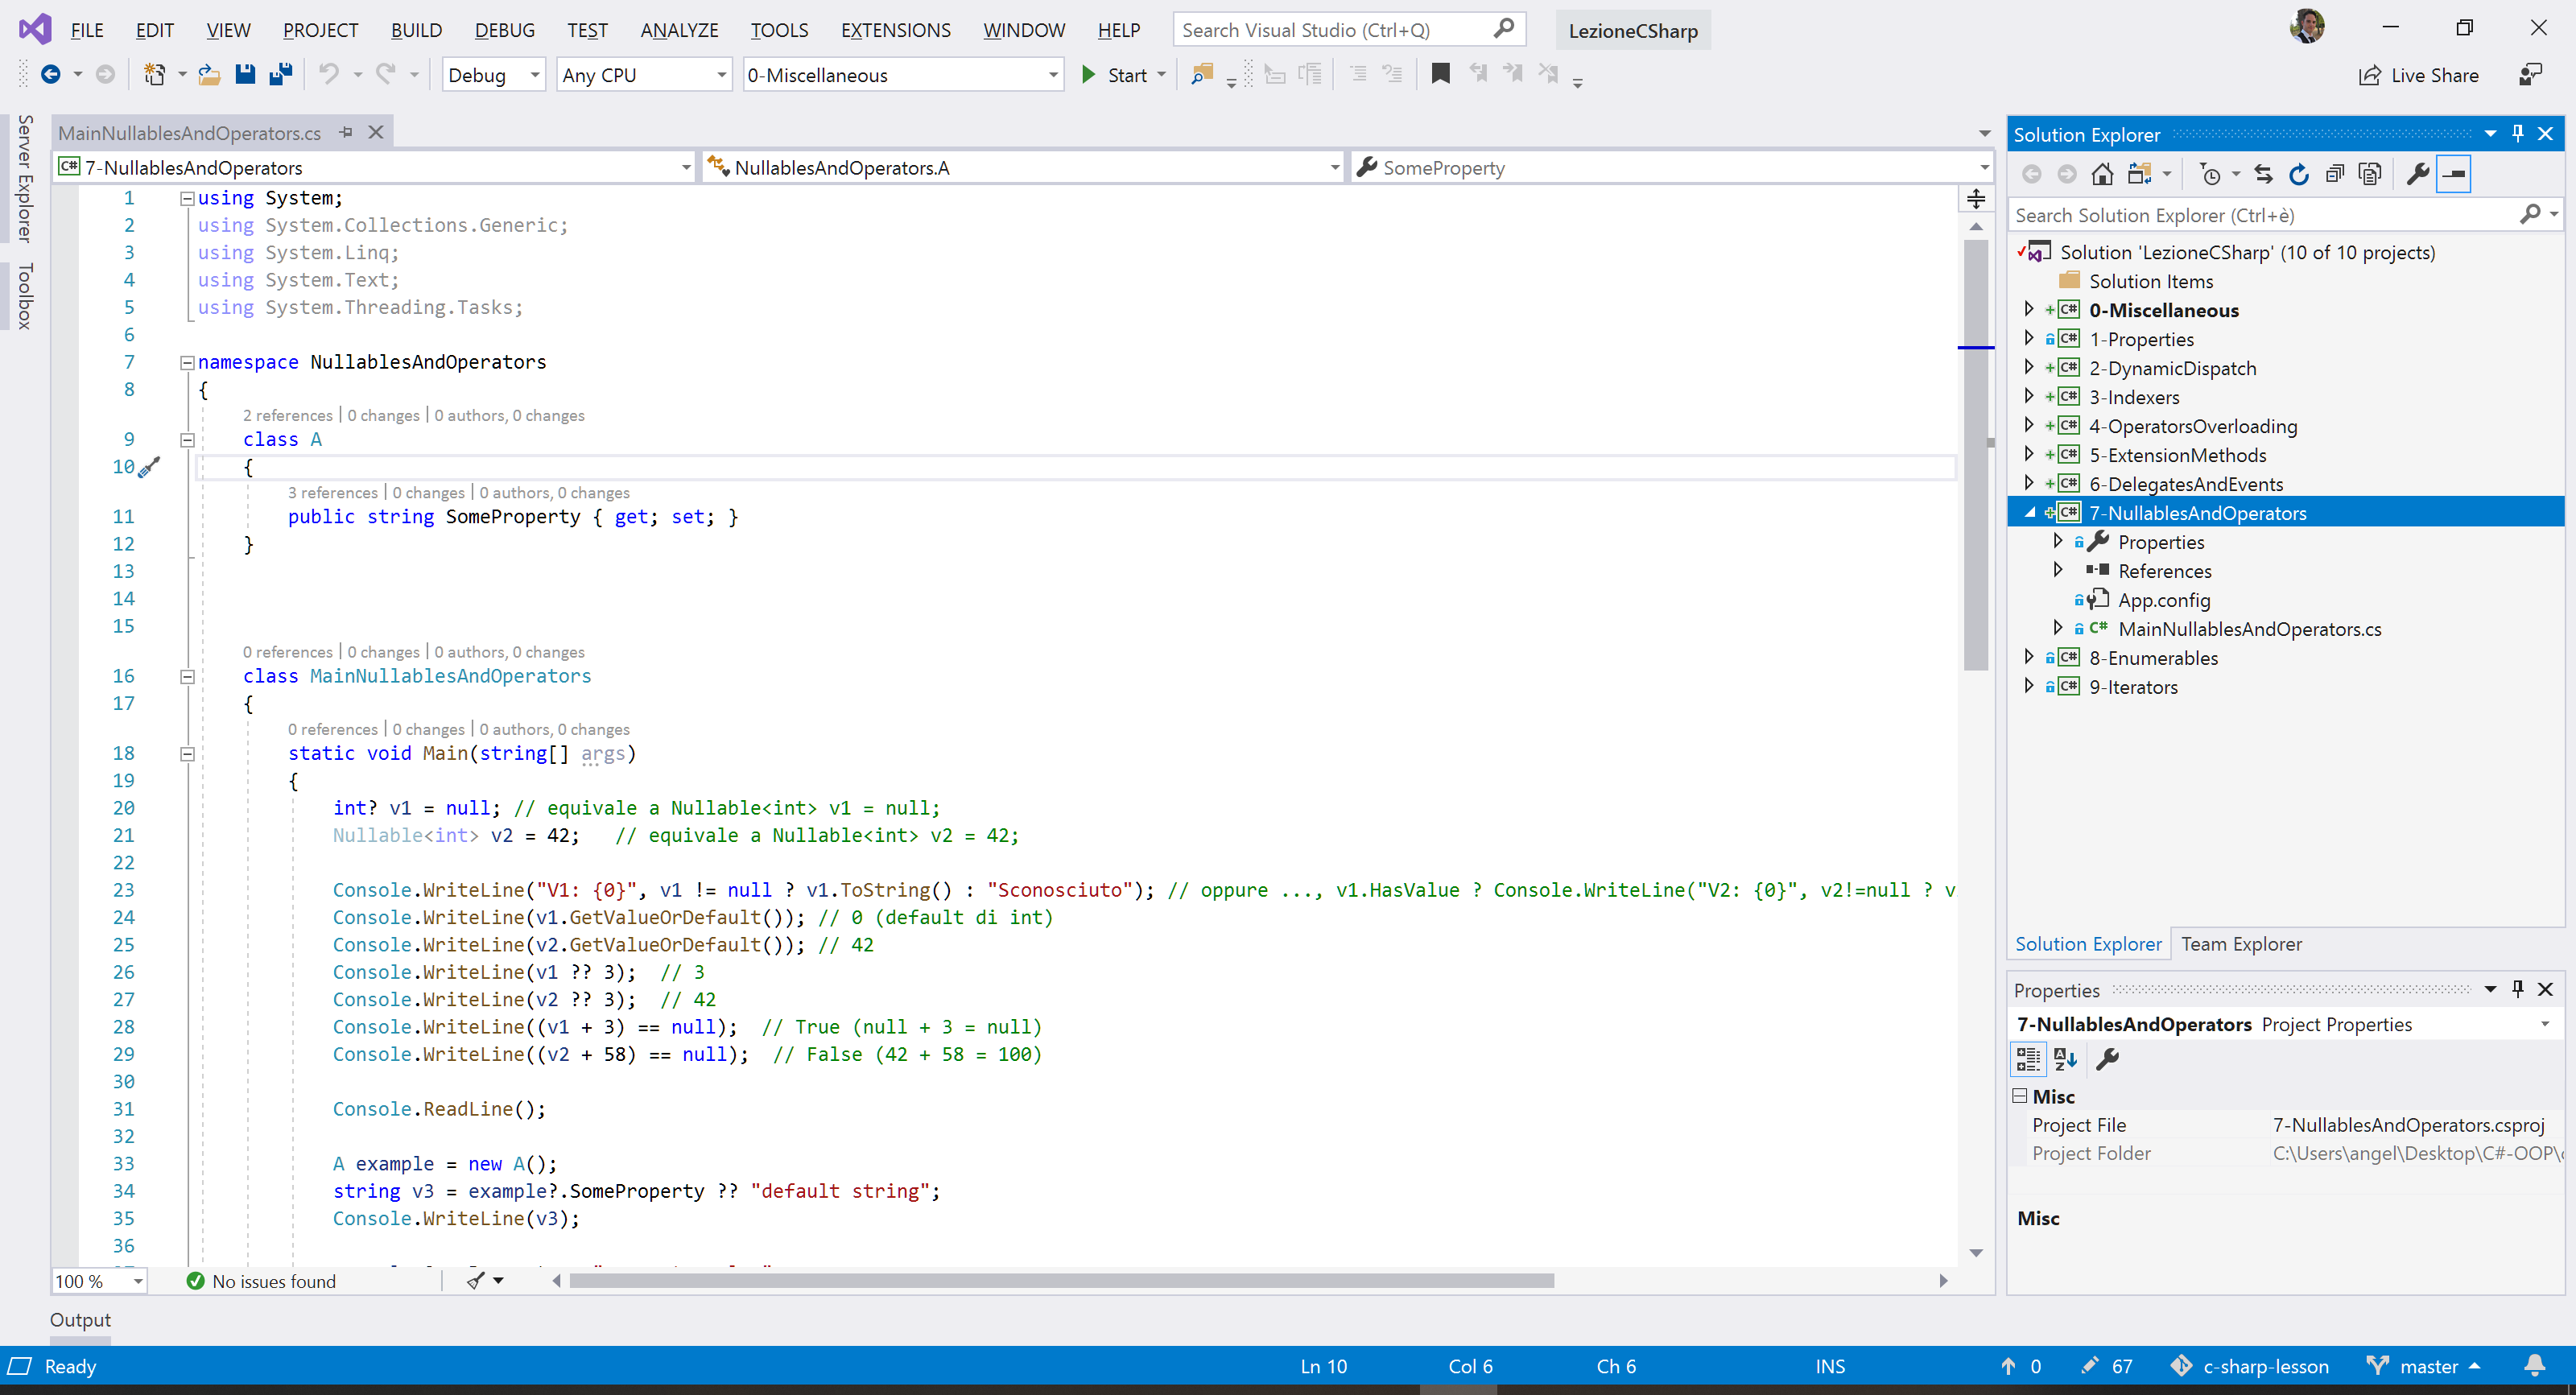 FILE EDIT VIEW PROJECT BUILD DEBUG TEST ANALYZE TOOLS EXTENSIONS WINDOW HELP Search Visual Studio (Ctrl+Q) LezioneCSharp
Debug Any CPU 0-Miscellaneous Start Live Share
Server Explorer
Toolbox
MainNullablesAndOperators.cs
7-NullablesAndOperators NullablesAndOperators.A SomeProperty
1 using System;
2 using System.Collections.Generic;
3 using System.Linq;
4 using System.Text;
5 using System.Threading.Tasks;
6
7 namespace NullablesAndOperators
8 {
2 references | 0 changes | 0 authors, 0 changes
9 class A
10 {
3 references | 0 changes | 0 authors, 0 changes
11 public string SomeProperty { get; set; }
12 }
13
14
15
0 references | 0 changes | 0 authors, 0 changes
16 class MainNullablesAndOperators
17 {
0 references | 0 changes | 0 authors, 0 changes
18 static void Main(string[] args)
19 {
20 int? v1 = null; // equivale a Nullable<int> v1 = null;
21 Nullable<int> v2 = 42; // equivale a Nullable<int> v2 = 42;
22
23 Console.WriteLine("V1: {0}", v1 != null ? v1.ToString() : "Sconosciuto"); // oppure ..., v1.HasValue ? Console.WriteLine("V2: {0}", v2!=null ? v
24 Console.WriteLine(v1.GetValueOrDefault()); // 0 (default di int)
25 Console.WriteLine(v2.GetValueOrDefault()); // 42
26 Console.WriteLine(v1 ?? 3); // 3
27 Console.WriteLine(v2 ?? 3); // 42
28 Console.WriteLine((v1 + 3) == null); // True (null + 3 = null)
29 Console.WriteLine((v2 + 58) == null); // False (42 + 58 = 100)
30
31 Console.ReadLine();
32
33 A example = new A();
34 string v3 = example?.SomeProperty ?? "default string";
35 Console.WriteLine(v3);
36
100 % No issues found
Output
Solution Explorer
Search Solution Explorer (Ctrl+è)
Solution 'LezioneCSharp' (10 of 10 projects)
Solution Items
C# 0-Miscellaneous
C# 1-Properties
C# 2-DynamicDispatch
C# 3-Indexers
C# 4-OperatorsOverloading
C# 5-ExtensionMethods
C# 6-DelegatesAndEvents
C# 7-NullablesAndOperators
Properties
References
App.config
C# MainNullablesAndOperators.cs
C# 8-Enumerables
C# 9-Iterators
Solution Explorer Team Explorer
Properties
7-NullablesAndOperators Project Properties
Misc
Project File 7-NullablesAndOperators.csproj
Project Folder C:\Users\angel\Desktop\C#-OOP\
Misc
Ready Ln 10 Col 6 Ch 6 INS 0 67 c-sharp-lesson master